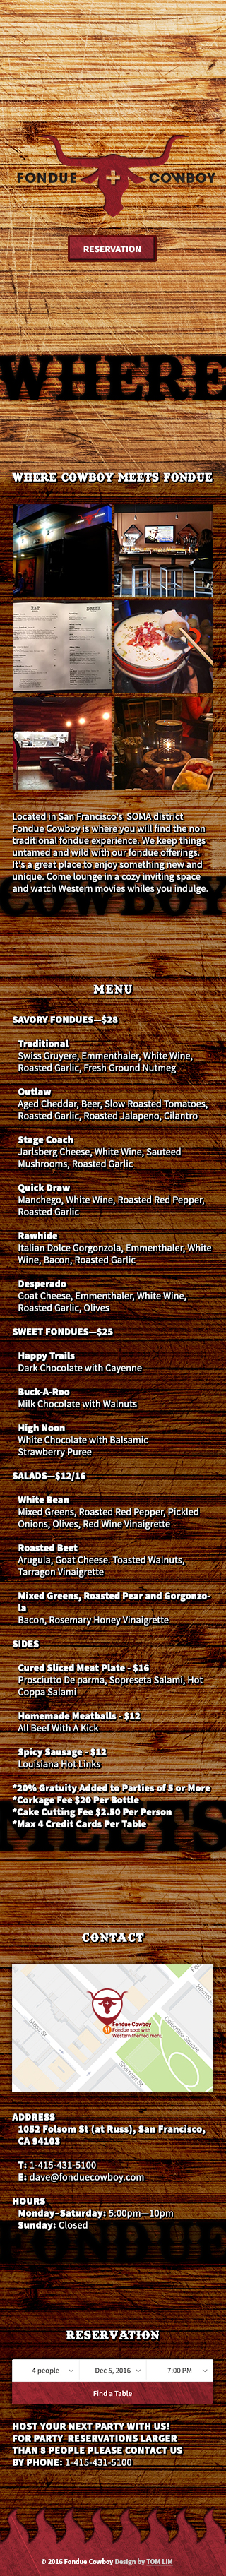 FONDUE COWBOY
RESERVATION
WHERE
WHERE COWBOY MEETS FONDUE
EAT
Located in San Francisco's SOMA district
Fondue Cowboy is where you will find the non
traditional fondue experience. We keep things
untamed and wild with our fondue offerings.
It's a great place to enjoy something new and
unique. Come lounge in a cozy inviting space
and watch Western movies whiles you indulge.
MENU
SAVORY FONDUES—$28
Traditional
Swiss Gruyere, Emmenthaler, White Wine,
Roasted Garlic, Fresh Ground Nutmeg
Outlaw
Aged Cheddar, Beer, Slow Roasted Tomatoes,
Roasted Garlic, Roasted Jalapeno, Cilantro
Stage Coach
Jarlsberg Cheese, White Wine, Sauteed
Mushrooms, Roasted Garlic
Quick Draw
Manchego, White Wine, Roasted Red Pepper,
Roasted Garlic
Rawhide
Italian Dolce Gorgonzola, Emmenthaler, White
Wine, Bacon, Roasted Garlic
Desperado
Goat Cheese, Emmenthaler, White Wine,
Roasted Garlic, Olives
SWEET FONDUES—$25
Happy Trails
Dark Chocolate with Cayenne
Buck-A-Roo
Milk Chocolate with Walnuts
High Noon
White Chocolate with Balsamic
Strawberry Puree
SALADS—$12/16
White Bean
Mixed Greens, Roasted Red Pepper, Pickled
Onions, Olives, Red Wine Vinaigrette
Roasted Beet
Arugula, Goat Cheese. Toasted Walnuts,
Tarragon Vinaigrette
Mixed Greens, Roasted Pear and Gorgonzo-
la
Bacon, Rosemary Honey Vinaigrette
SIDES
Cured Sliced Meat Plate - $16
Prosciutto De parma, Sopreseta Salami, Hot
Coppa Salami
Homemade Meatballs - $12
All Beef With A Kick
Spicy Sausage - $12
Louisiana Hot Links
*20% Gratuity Added to Parties of 5 or More
*Corkage Fee $20 Per Bottle
*Cake Cutting Fee $2.50 Per Person
*Max 4 Credit Cards Per Table
MEETS
CONTACT
Moss St
Harriet
Columbia Square
Sherman St
Fondue Cowboy
Fondue spot with
Western-themed menu
ADDRESS
1052 Folsom St (at Russ), San Francisco,
CA 94103
T: 1-415-431-5100
E: dave@fonduecowboy.com
HOURS
Monday–Saturday: 5:00pm—10pm
Sunday: Closed
RESERVATION
4 people Dec 5, 2016 7:00 PM
Find a Table
HOST YOUR NEXT PARTY WITH US!
FOR PARTY RESERVATIONS LARGER
THAN 8 PEOPLE PLEASE CONTACT US
BY PHONE: 1-415-431-5100
© 2016 Fondue Cowboy Design by TOM LIM